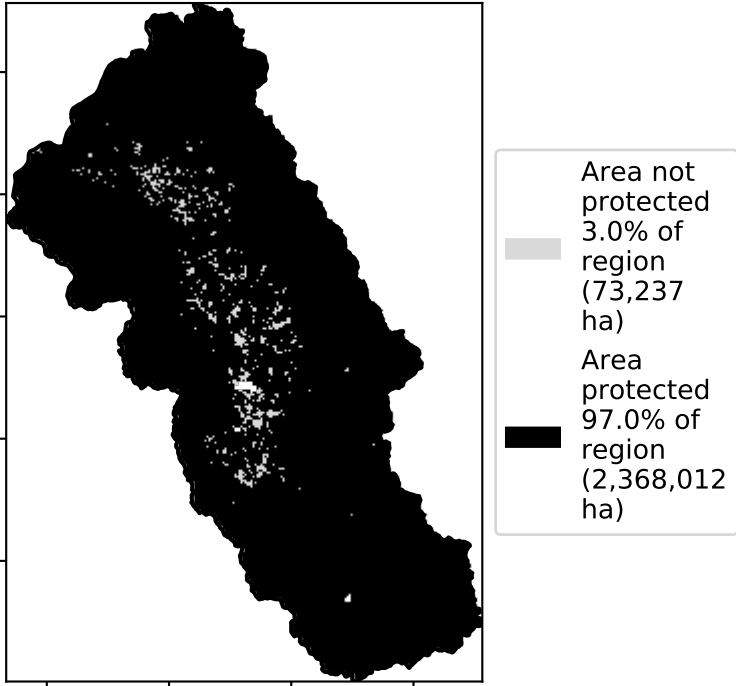 Area not
protected
3.0% of
region
(73,237
ha)
Area
protected
97.0% of
region
(2,368,012
ha)